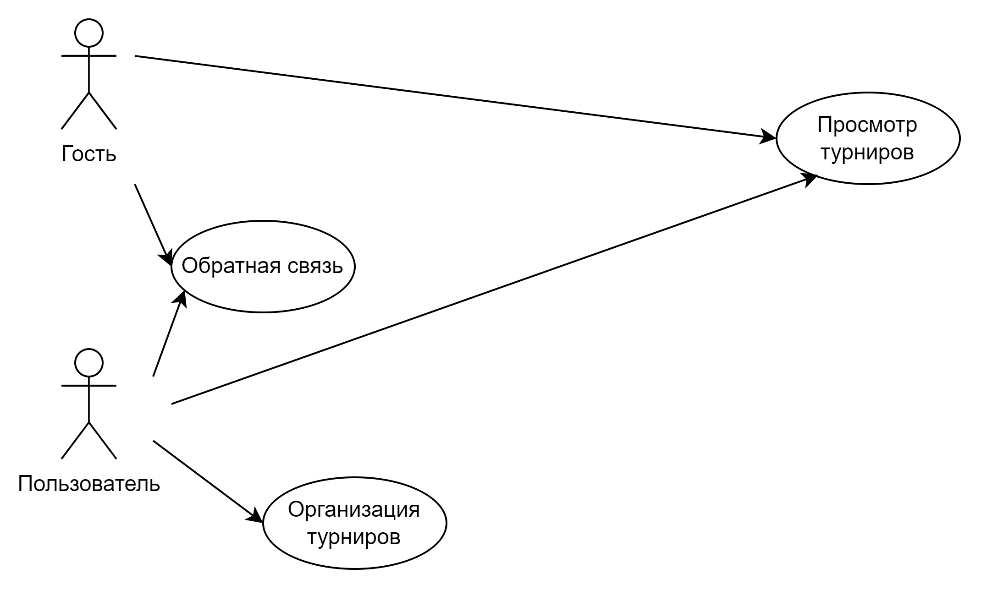 Гость
Просмотр
турниров
Обратная связь
Пользователь
Организация
турниров